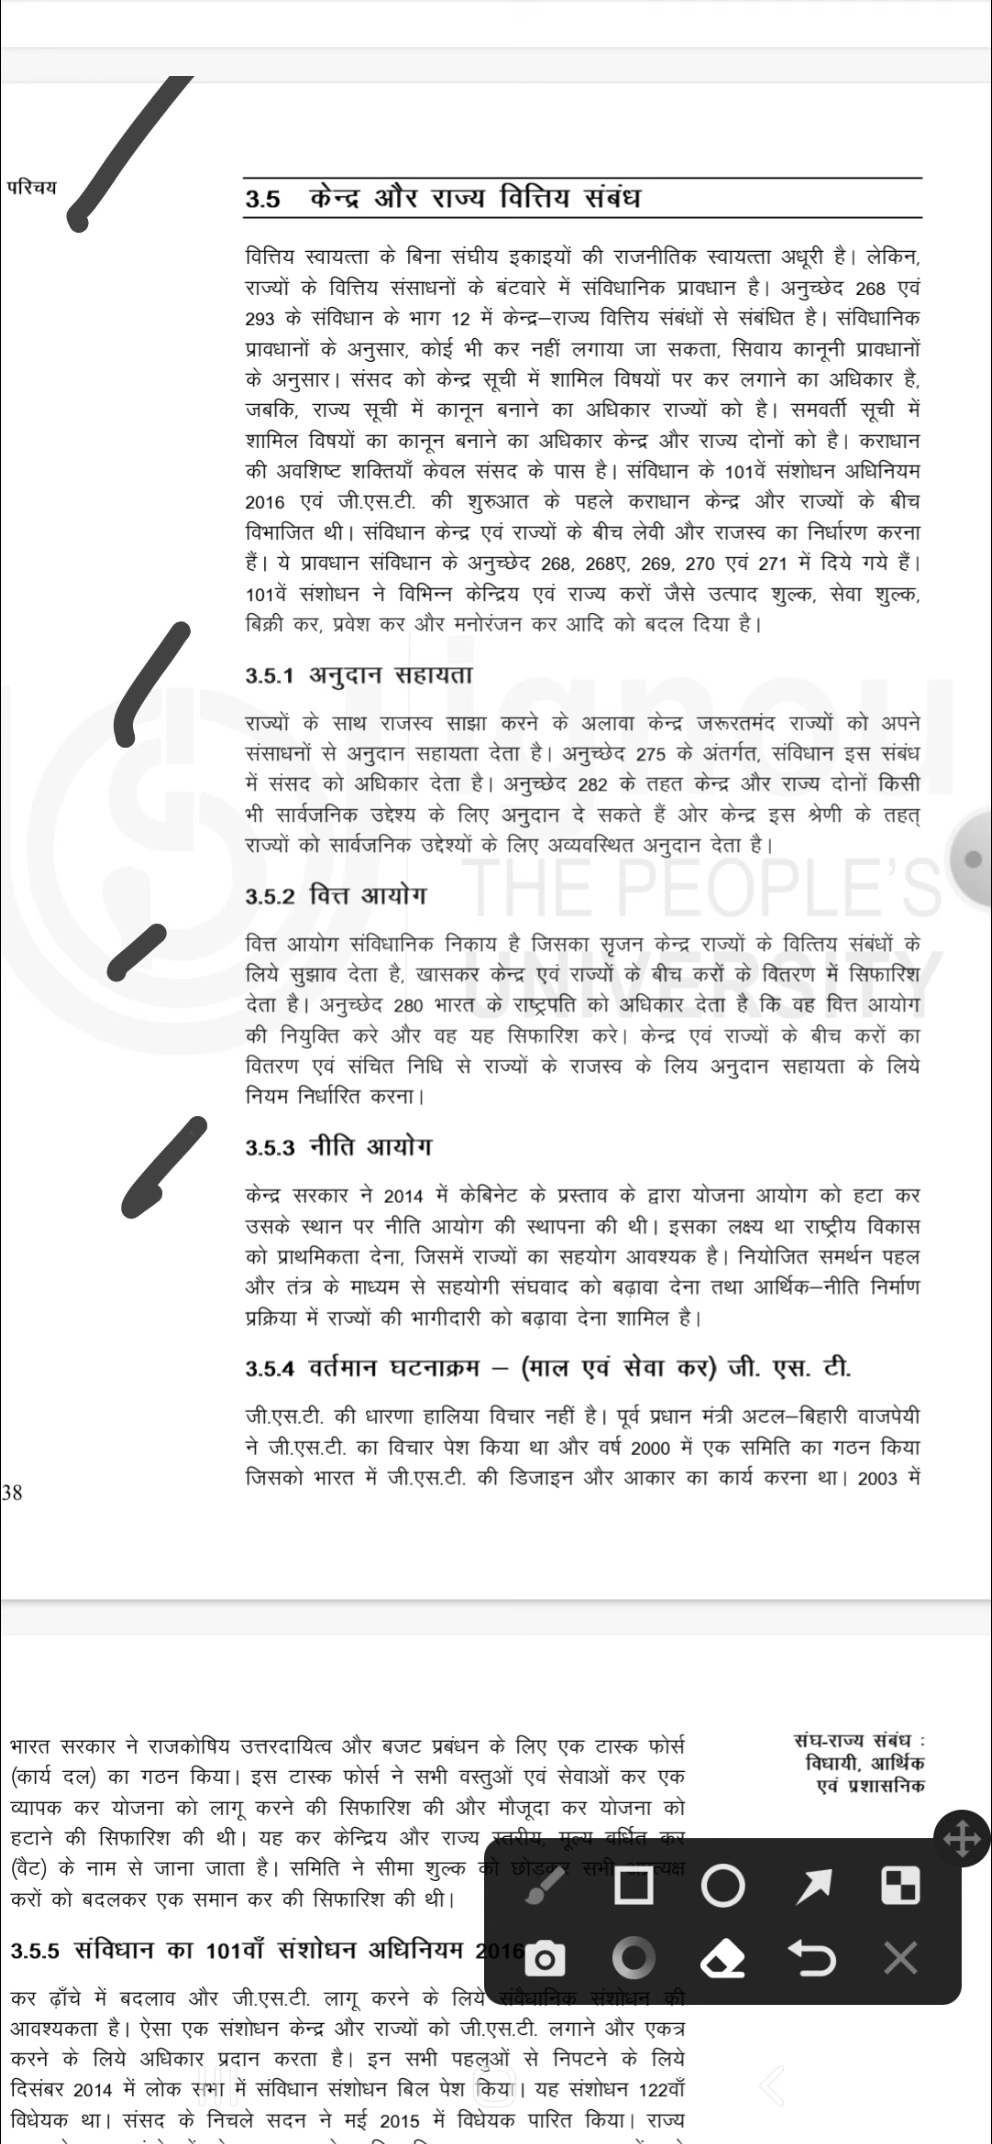 परिचय
3.5 केन्द्र और राज्य वित्तिय संबंध
वित्तिय स्वायत्ता के बिना संघीय इकाइयों की राजनीतिक स्वायत्ता अधूरी है। लेकिन,
राज्यों के वित्तिय संसाधनों के बंटवारे में संविधानिक प्रावधान है। अनुच्छेद 268 एवं
293 के संविधान के भाग 12 में केन्द्र–राज्य वित्तिय संबंधों से संबंधित है। संविधानिक
प्रावधानों के अनुसार, कोई भी कर नहीं लगाया जा सकता, सिवाय कानूनी प्रावधानों
के अनुसार। संसद को केन्द्र सूची में शामिल विषयों पर कर लगाने का अधिकार है,
जबकि, राज्य सूची में कानून बनाने का अधिकार राज्यों को है। समवर्ती सूची में
शामिल विषयों का कानून बनाने का अधिकार केन्द्र और राज्य दोनों को है। कराधान
की अवशिष्ट शक्तियाँ केवल संसद के पास है। संविधान के 101वें संशोधन अधिनियम
2016 एवं जी.एस.टी. की शुरुआत के पहले कराधान केन्द्र और राज्यों के बीच
विभाजित थी। संविधान केन्द्र एवं राज्यों के बीच लेवी और राजस्व का निर्धारण करना
हैं। ये प्रावधान संविधान के अनुच्छेद 268, 268ए, 269, 270 एवं 271 में दिये गये हैं।
101वें संशोधन ने विभिन्न केन्द्रिय एवं राज्य करों जैसे उत्पाद शुल्क, सेवा शुल्क,
बिक्री कर, प्रवेश कर और मनोरंजन कर आदि को बदल दिया है।
3.5.1 अनुदान सहायता
राज्यों के साथ राजस्व साझा करने के अलावा केन्द्र जरूरतमंद राज्यों को अपने
संसाधनों से अनुदान सहायता देता है। अनुच्छेद 275 के अंतर्गत, संविधान इस संबंध
में संसद को अधिकार देता है। अनुच्छेद 282 के तहत केन्द्र और राज्य दोनों किसी
भी सार्वजनिक उद्देश्य के लिए अनुदान दे सकते हैं ओर केन्द्र इस श्रेणी के तहत्
राज्यों को सार्वजनिक उद्देश्यों के लिए अव्यवस्थित अनुदान देता है।
ignou
THE PEOPLE'S
UNIVERSITY
3.5.2 वित्त आयोग
वित्त आयोग संविधानिक निकाय है जिसका सृजन केन्द्र राज्यों के वित्तिय संबंधों के
लिये सुझाव देता है, खासकर केन्द्र एवं राज्यों के बीच करों के वितरण में सिफारिश
देता है। अनुच्छेद 280 भारत के राष्ट्रपति को अधिकार देता है कि वह वित्त आयोग
की नियुक्ति करे और वह यह सिफारिश करे। केन्द्र एवं राज्यों के बीच करों का
वितरण एवं संचित निधि से राज्यों के राजस्व के लिय अनुदान सहायता के लिये
नियम निर्धारित करना।
3.5.3 नीति आयोग
केन्द्र सरकार ने 2014 में केबिनेट के प्रस्ताव के द्वारा योजना आयोग को हटा कर
उसके स्थान पर नीति आयोग की स्थापना की थी। इसका लक्ष्य था राष्ट्रीय विकास
को प्राथमिकता देना, जिसमें राज्यों का सहयोग आवश्यक है। नियोजित समर्थन पहल
और तंत्र के माध्यम से सहयोगी संघवाद को बढ़ावा देना तथा आर्थिक–नीति निर्माण
प्रक्रिया में राज्यों की भागीदारी को बढ़ावा देना शामिल है।
3.5.4 वर्तमान घटनाक्रम – (माल एवं सेवा कर) जी. एस. टी.
जी.एस.टी. की धारणा हालिया विचार नहीं है। पूर्व प्रधान मंत्री अटल–बिहारी वाजपेयी
ने जी.एस.टी. का विचार पेश किया था और वर्ष 2000 में एक समिति का गठन किया
जिसको भारत में जी.एस.टी. की डिजाइन और आकार का कार्य करना था। 2003 में
38
भारत सरकार ने राजकोषिय उत्तरदायित्व और बजट प्रबंधन के लिए एक टास्क फोर्स
(कार्य दल) का गठन किया। इस टास्क फोर्स ने सभी वस्तुओं एवं सेवाओं कर एक
व्यापक कर योजना को लागू करने की सिफारिश की और मौजूदा कर योजना को
हटाने की सिफारिश की थी। यह कर केन्द्रिय और राज्य स्तरीय, मूल्य वर्धित कर
(वैट) के नाम से जाना जाता है। समिति ने सीमा शुल्क को छोड़कर सभी
करों को बदलकर एक समान कर की सिफारिश की थी।
संघ-राज्य संबंध :
विधायी, आर्थिक
एवं प्रशासनिक
3.5.5 संविधान का 101वाँ संशोधन अधिनियम 2016
कर ढाँचे में बदलाव और जी.एस.टी. लागू करने के लिये संवैधानिक संशोधन की
आवश्यकता है। ऐसा एक संशोधन केन्द्र और राज्यों को जी.एस.टी. लगाने और एकत्र
करने के लिये अधिकार प्रदान करता है। इन सभी पहलुओं से निपटने के लिये
दिसंबर 2014 में लोक सभा में संविधान संशोधन बिल पेश किया। यह संशोधन 122वाँ
विधेयक था। संसद के निचले सदन ने मई 2015 में विधेयक पारित किया। राज्य